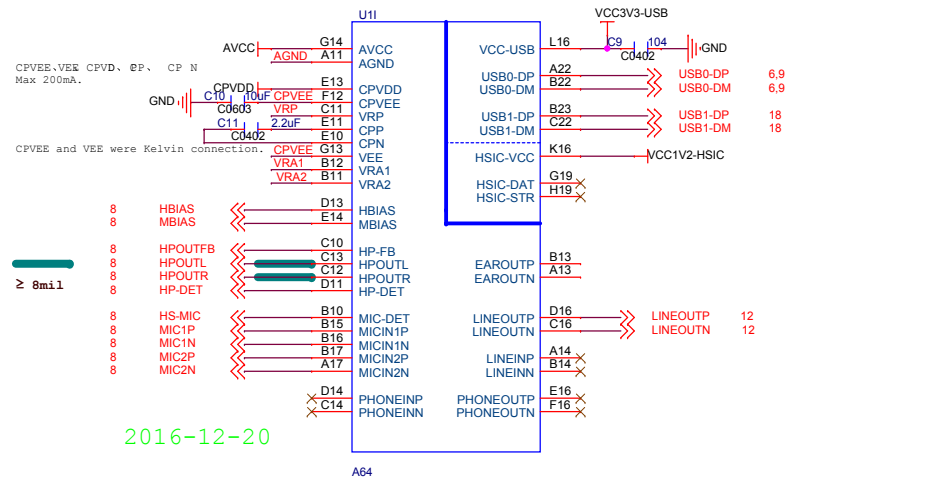 U1I
VCC3V3-USB
AVCC G14 AVCC
AGND A11 AGND
VCC-USB L16 C9 104 GND
C0402
CPVEE,VEE CPVD、CPP、 CP N
Max 200mA.
USB0-DP A22 USB0-DP 6,9
USB0-DM B22 USB0-DM 6,9
CPVDD E13 CPVDD
GND C10 10uF CPVEE F12 CPVEE
C0603
VRP C11 VRP
C11 2.2uF E11 CPP
C0402
E10 CPN
USB1-DP B23 USB1-DP 18
USB1-DM C22 USB1-DM 18
CPVEE and VEE were Kelvin connection.
CPVEE G13 VEE
VRA1 B12 VRA1
VRA2 B11 VRA2
HSIC-VCC K16 VCC1V2-HSIC
HSIC-DAT G19
HSIC-STR H19
8 HBIAS D13 HBIAS
8 MBIAS E14 MBIAS
8 HPOUTFB C10 HP-FB
8 HPOUTL C13 HPOUTL
8 HPOUTR C12 HPOUTR
8 HP-DET D11 HP-DET
≥ 8mil
EAROUTP B13
EAROUTN A13
8 HS-MIC B10 MIC-DET
8 MIC1P B15 MICIN1P
8 MIC1N B16 MICIN1N
8 MIC2P B17 MICIN2P
8 MIC2N A17 MICIN2N
LINEOUTP D16 LINEOUTP 12
LINEOUTN C16 LINEOUTN 12
LINEINP A14
LINEINN B14
D14 PHONEINP
C14 PHONEINN
PHONEOUTP E16
PHONEOUTN F16
2016-12-20
A64